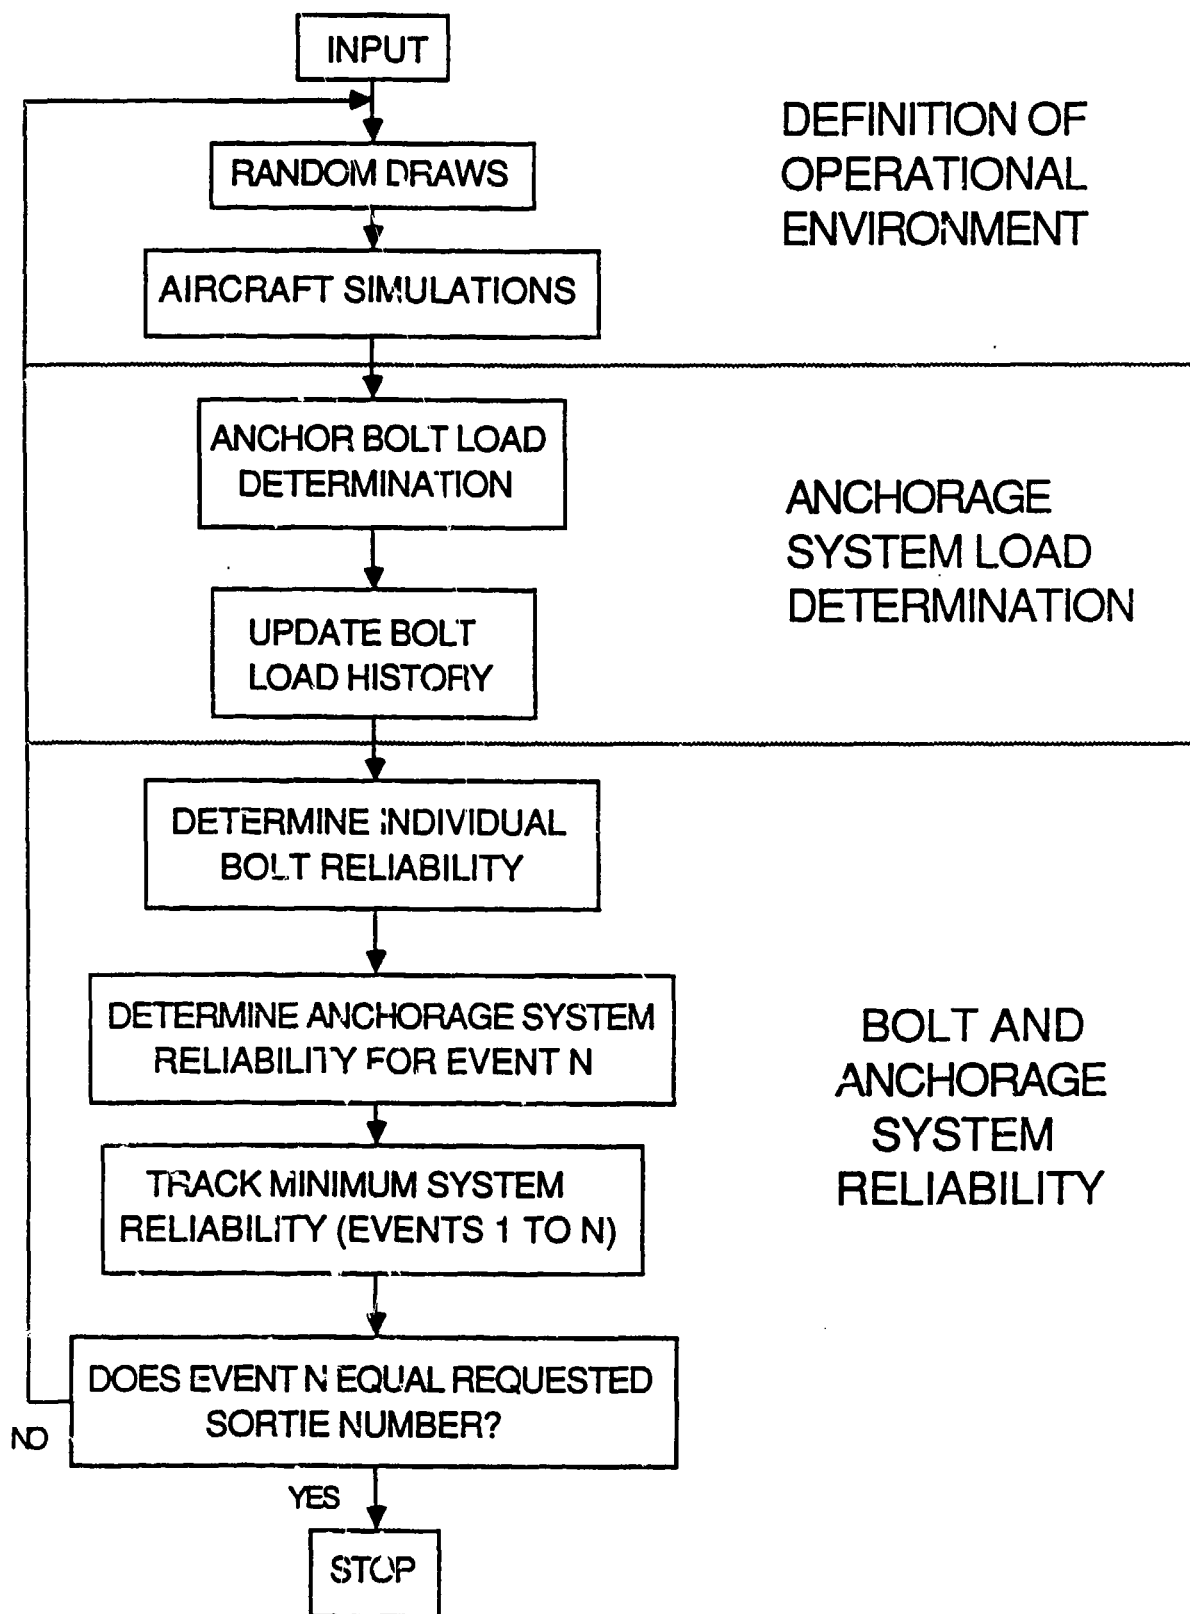 INPUT
RANDOM DRAWS
AIRCRAFT SIMULATIONS
DEFINITION OF
OPERATIONAL
ENVIRONMENT
ANCHOR BOLT LOAD
DETERMINATION
UPDATE BOLT
LOAD HISTORY
ANCHORAGE
SYSTEM LOAD
DETERMINATION
DETERMINE INDIVIDUAL
BOLT RELIABILITY
DETERMINE ANCHORAGE SYSTEM
RELIABILITY FOR EVENT N
TRACK MINIMUM SYSTEM
RELIABILITY (EVENTS 1 TO N)
DOES EVENT N EQUAL REQUESTED
SORTIE NUMBER?
BOLT AND
ANCHORAGE
SYSTEM
RELIABILITY
NO
YES
STOP